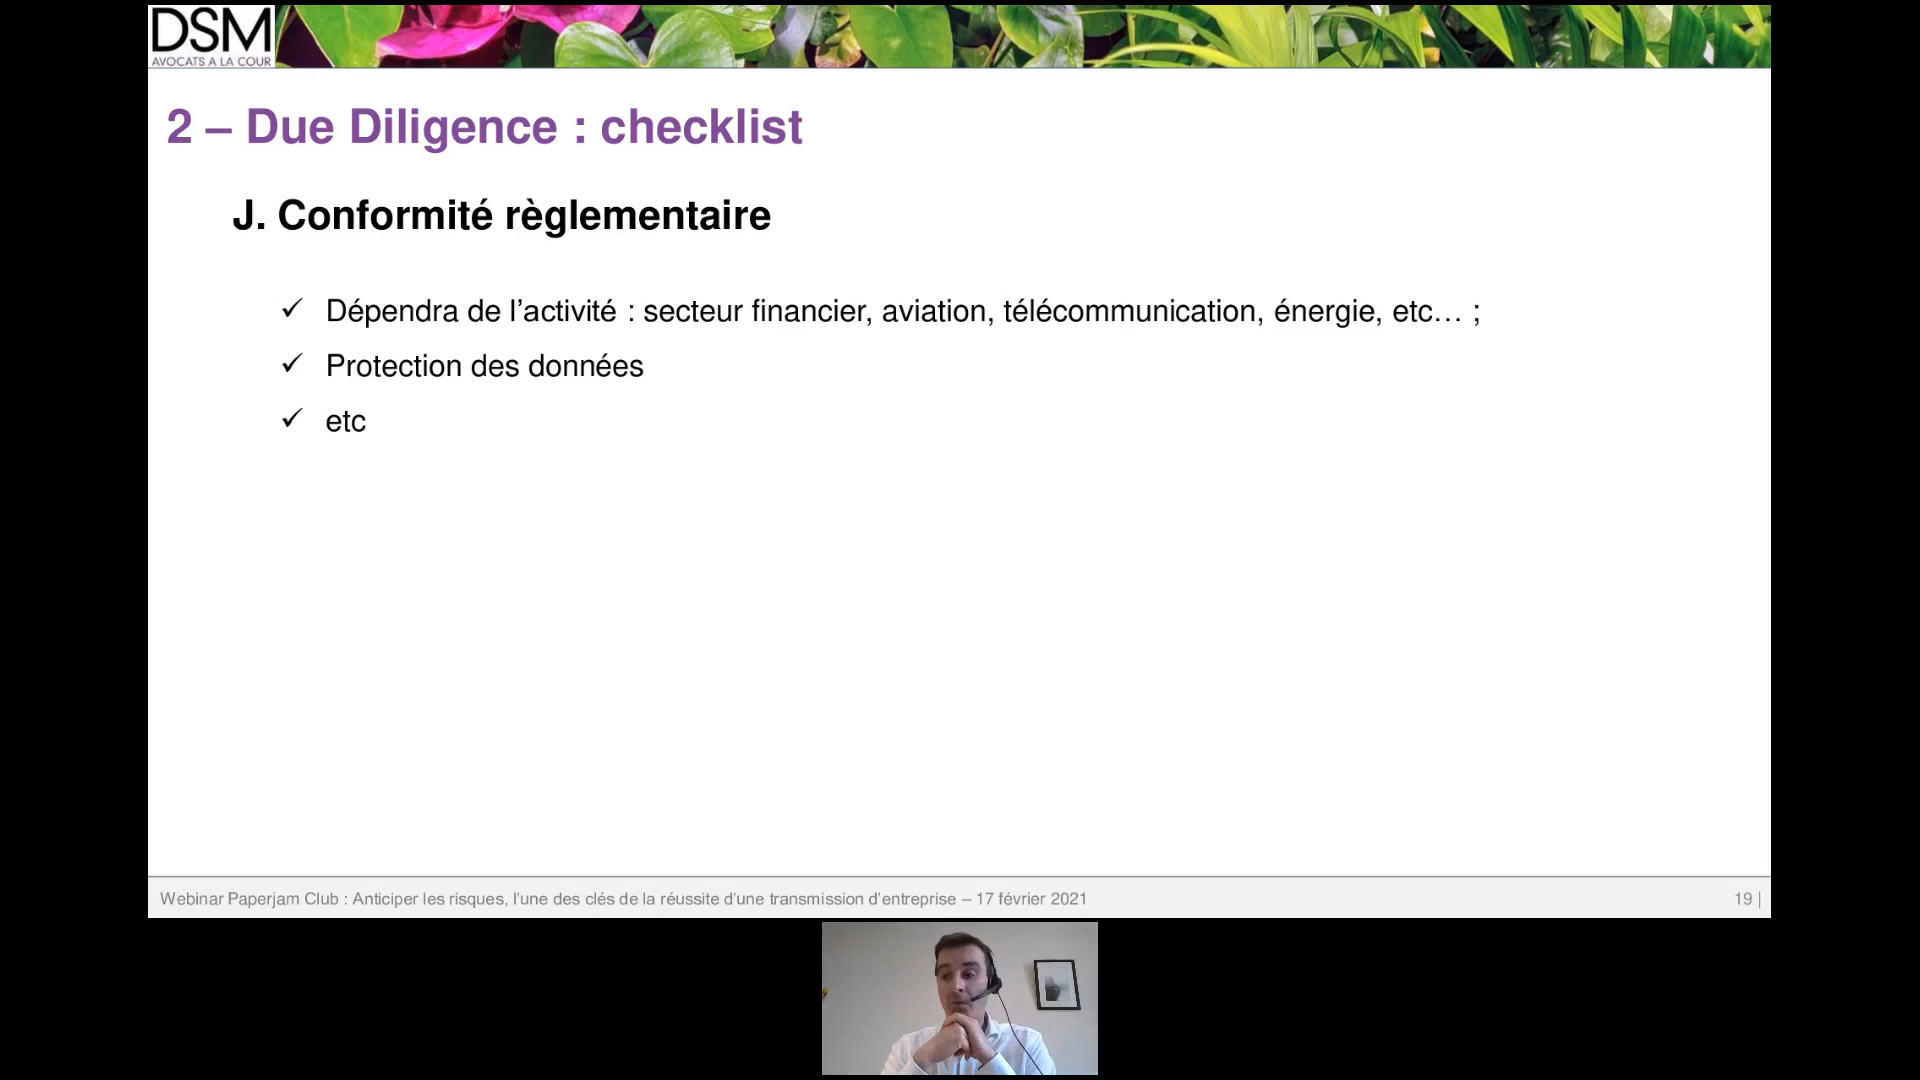 DSM
AVOCATS A LA COUR
2 – Due Diligence : checklist
J. Conformité règlementaire
✓ Dépendra de l’activité : secteur financier, aviation, télécommunication, énergie, etc… ;
✓ Protection des données
✓ etc
Webinar Paperjam Club : Anticiper les risques, l’une des clés de la réussite d’une transmission d’entreprise – 17 février 2021
19 |